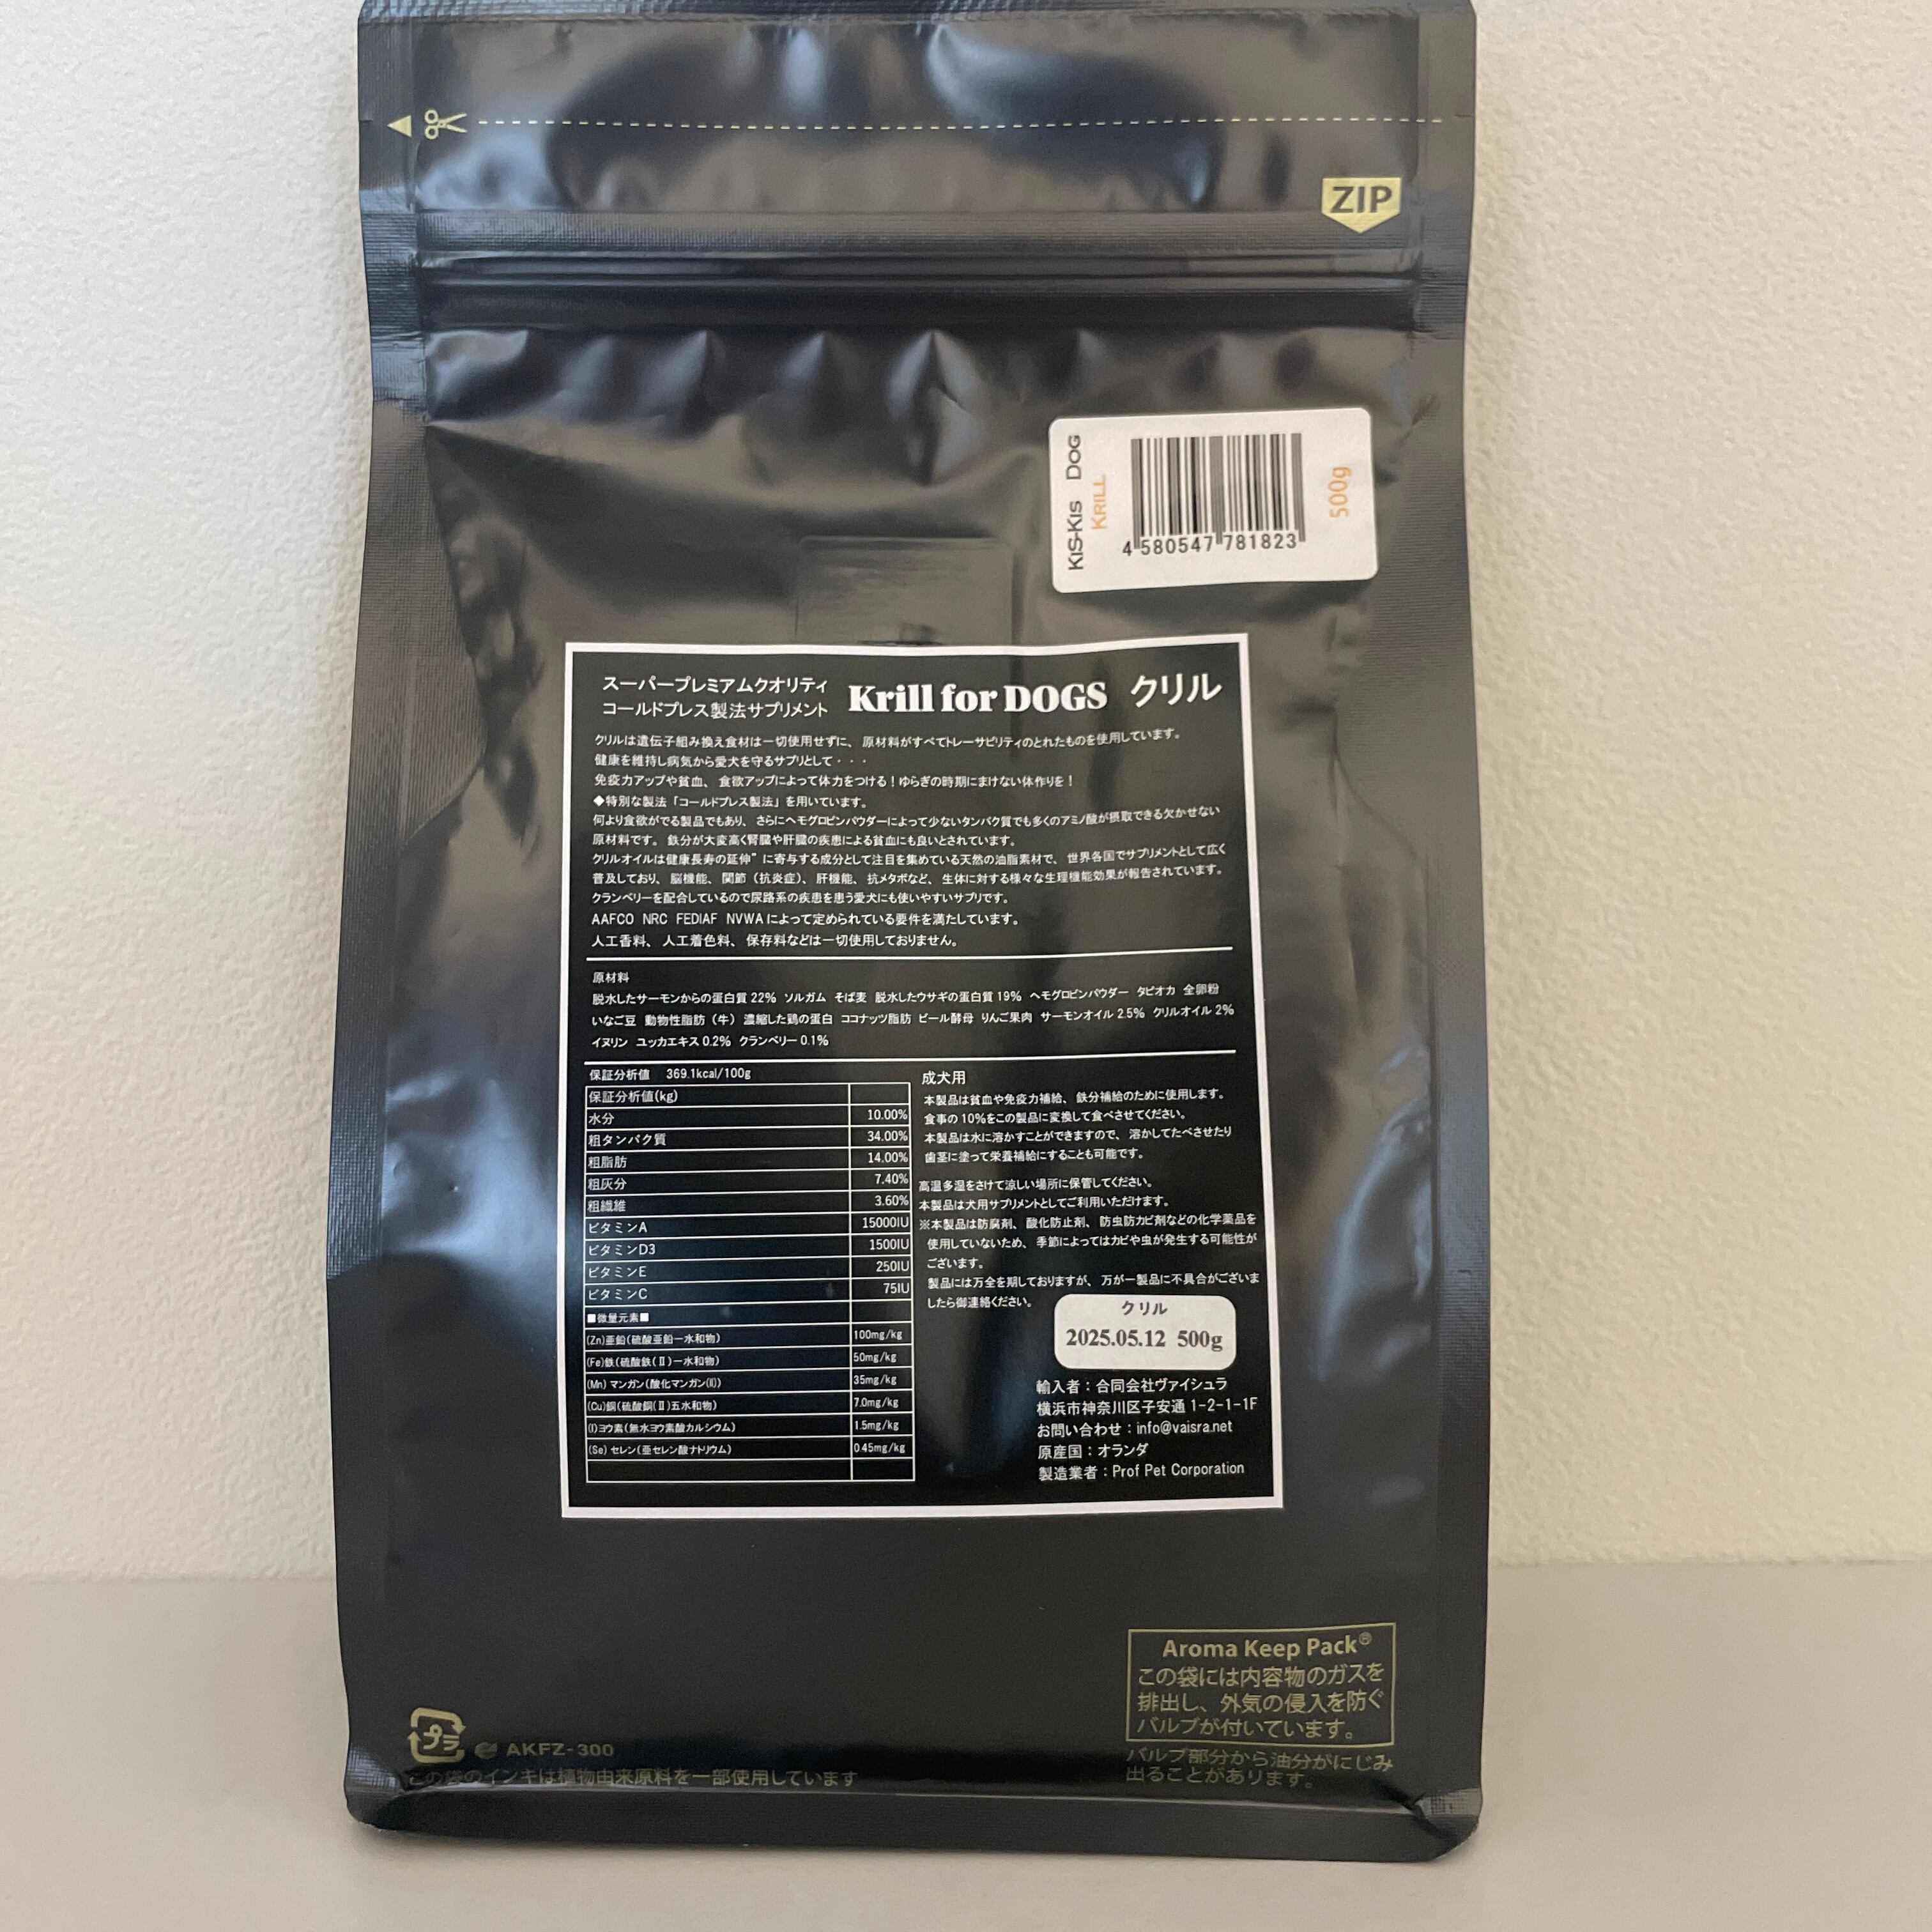 ZIP
KiS-KiS DOG
KRILL
4 580547 781823
500g
スーパープレミアムクオリティ
コールドプレス製法サプリメント
Krill for DOGS クリル
クリルは遺伝子組み換え食材は一切使用せずに、原材料がすべてトレーサビリティのとれたものを使用しています。
健康を維持し病気から愛犬を守るサプリとして・・・
免疫力アップや貧血、食欲アップによって体力をつける！ゆらぎの時期にまけない体作りを！
◆特別な製法「コールドプレス製法」を用いています。
何より食欲がでる製品でもあり、さらにヘモグロビンパウダーによって少ないタンパク質でも多くのアミノ酸が摂取できる欠かせない
原材料です。鉄分が大変高く腎臓や肝臓の疾患による貧血にも良いとされています。
クリルオイルは健康長寿の延伸”に寄与する成分として注目を集めている天然の油脂素材で、世界各国でサプリメントとして広く
普及しており、脳機能、関節（抗炎症）、肝機能、抗メタボなど、生体に対する様々な生理機能効果が報告されています。
クランベリーを配合しているので尿路系の疾患を患う愛犬にも使いやすいサプリです。
AAFCO NRC FEDIAF NVWAによって定められている要件を満たしています。
人工香料、人工着色料、保存料などは一切使用しておりません。
原材料
脱水したサーモンからの蛋白質22% ソルガム そば麦 脱水したウサギの蛋白質19% ヘモグロビンパウダー タピオカ 全卵粉
いなご豆 動物性脂肪（牛） 濃縮した鶏の蛋白 ココナッツ脂肪 ビール酵母 りんご果肉 サーモンオイル2.5% クリルオイル2%
イヌリン ユッカエキス0.2% クランベリー0.1%
保証分析値 369.1kcal/100g
保証分析値(kg)
水分 10.00%
粗タンパク質 34.00%
粗脂肪 14.00%
粗灰分 7.40%
粗繊維 3.60%
ビタミンA 15000IU
ビタミンD3 1500IU
ビタミンE 250IU
ビタミンC 75IU
■微量元素■
(Zn)亜鉛(硫酸亜鉛一水和物) 100mg/kg
(Fe)鉄(硫酸鉄(Ⅱ)一水和物) 50mg/kg
(Mn) マンガン(酸化マンガン(Ⅱ)) 35mg/kg
(Cu)銅(硫酸銅(Ⅱ)五水和物) 7.0mg/kg
(I)ヨウ素(無水ヨウ素酸カルシウム) 1.5mg/kg
(Se) セレン(亜セレン酸ナトリウム) 0.45mg/kg
成犬用
本製品は貧血や免疫力補給、鉄分補給のために使用します。
食事の10%をこの製品に変換して食べさせてください。
本製品は水に溶かすことができますので、溶かしてたべさせたり
歯茎に塗って栄養補給にすることも可能です。
高温多湿をさけて涼しい場所に保管してください。
本製品は犬用サプリメントとしてご利用いただけます。
※本製品は防腐剤、酸化防止剤、防虫防カビ剤などの化学薬品を
使用していないため、季節によってはカビや虫が発生する可能性が
ございます。
製品には万全を期しておりますが、万が一製品に不具合がございま
したら御連絡ください。
クリル
2025.05.12 500g
輸入者：合同会社ヴァイシュラ
横浜市神奈川区子安通1-2-1-1F
お問い合わせ：info@vaisra.net
原産国：オランダ
製造業者：Prof Pet Corporation
Aroma Keep Pack®
この袋には内容物のガスを
排出し、外気の侵入を防ぐ
バルブが付いています。
バルブ部分から油分がにじみ
出ることがあります。
プラ
AKFZ-300
この袋のインキは植物由来原料を一部使用しています